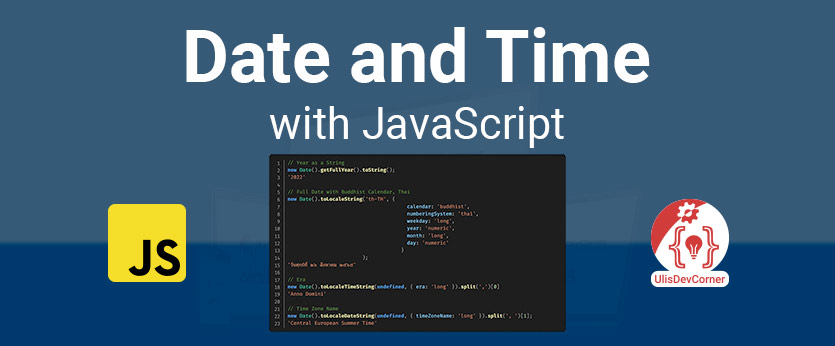 Date and Time
with JavaScript
1 // Year as a String
2 new Date().getFullYear().toString();
3 '2022'
4
5 // Full Date with Buddhist Calendar, Thai
6 new Date().toLocaleString('th-TH', {
7 calendar: 'buddhist',
8 numberingSystem: 'thai',
9 weekday: 'long',
10 year: 'numeric',
11 month: 'long',
12 day: 'numeric'
13 }
14 );
15
16
17 // Era
18 new Date().toLocaleTimeString(undefined, { era: 'long' }).split(',')[0]
19 'Anno Domini'
20
21 // Time Zone Name
22 new Date().toLocaleDateString(undefined, { timeZoneName: 'long' }).split(', ')[1];
23 'Central European Summer Time'
JS
UlisDevCorner